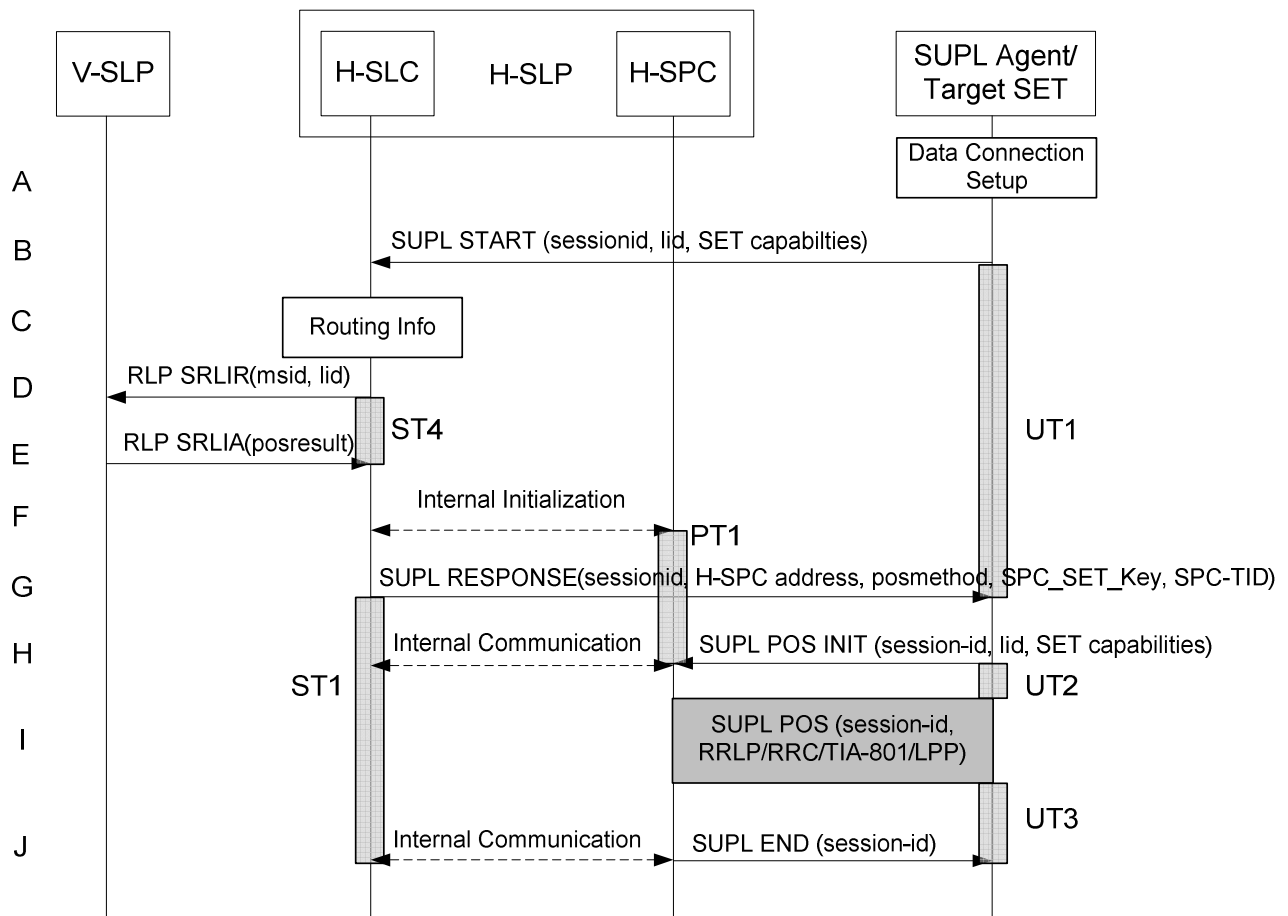 V-SLP
H-SLC
H-SLP
H-SPC
SUPL Agent/
Target SET
A
Data Connection
Setup
B
SUPL START (sessionid, lid, SET capabilties)
C
Routing Info
D
RLP SRLIR(msid, lid)
ST4
UT1
E
RLP SRLIA(posresult)
F
Internal Initialization
PT1
G
SUPL RESPONSE(sessionid, H-SPC address, posmethod, SPC_SET_Key, SPC-TID)
H
Internal Communication
SUPL POS INIT (session-id, lid, SET capabilities)
ST1
UT2
I
SUPL POS (session-id,
RRLP/RRC/TIA-801/LPP)
UT3
J
Internal Communication
SUPL END (session-id)